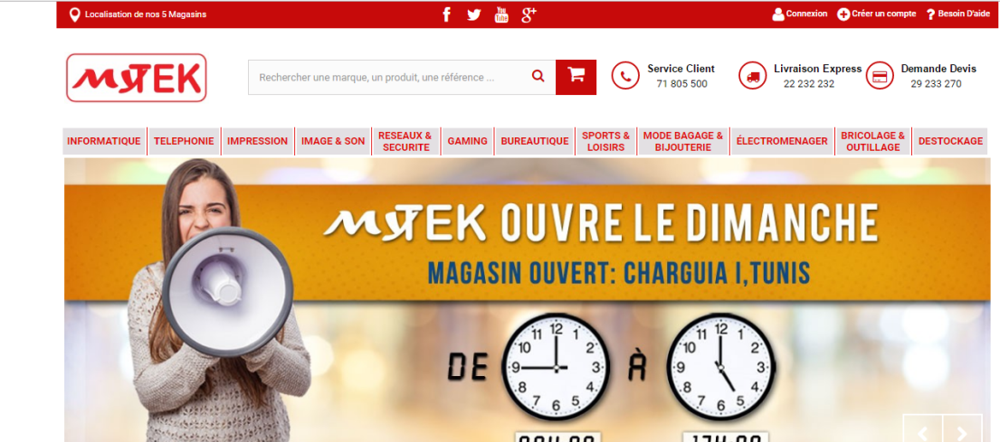 Localisation de nos 5 Magasins
f
You Tube
g+
Connexion
Créer un compte
? Besoin D'aide
MYTEK
Rechercher une marque, un produit, une référence ...
Service Client
71 805 500
Livraison Express
22 232 232
Demande Devis
29 233 270
INFORMATIQUE
TELEPHONIE
IMPRESSION
IMAGE & SON
RESEAUX &
SECURITE
GAMING
BUREAUTIQUE
SPORTS &
LOISIRS
MODE BAGAGE &
BIJOUTERIE
ÉLECTROMENAGER
BRICOLAGE &
OUTILLAGE
DESTOCKAGE
MYTEK OUVRE LE DIMANCHE
MAGASIN OUVERT: CHARGUIA I,TUNIS
DE
11 12 1
10 2
9 3
8 4
7 6 5
À
11 12 1
10 2
9 3
8 4
7 6 5